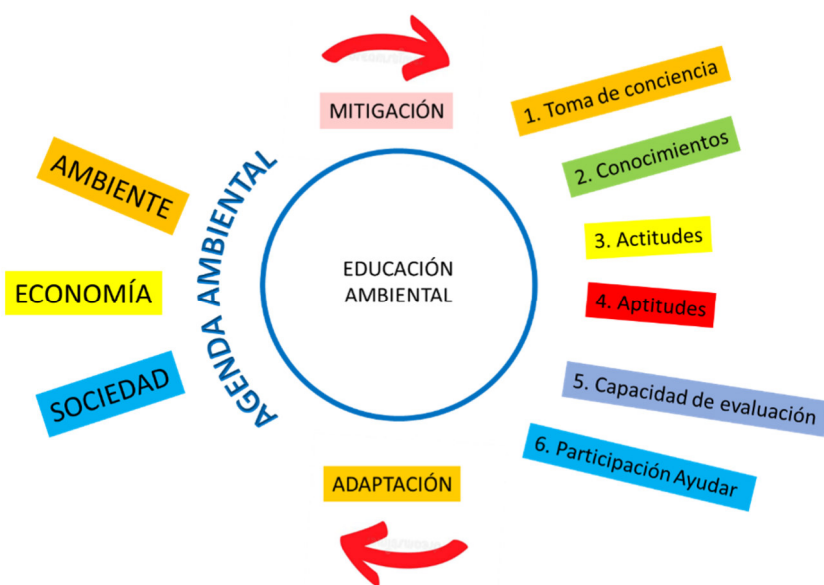 MITIGACIÓN
1. Toma de conciencia
2. Conocimientos
3. Actitudes
4. Aptitudes
5. Capacidad de evaluación
6. Participación Ayudar
AMBIENTE
ECONOMÍA
SOCIEDAD
AGENDA AMBIENTAL
EDUCACIÓN
AMBIENTAL
ADAPTACIÓN